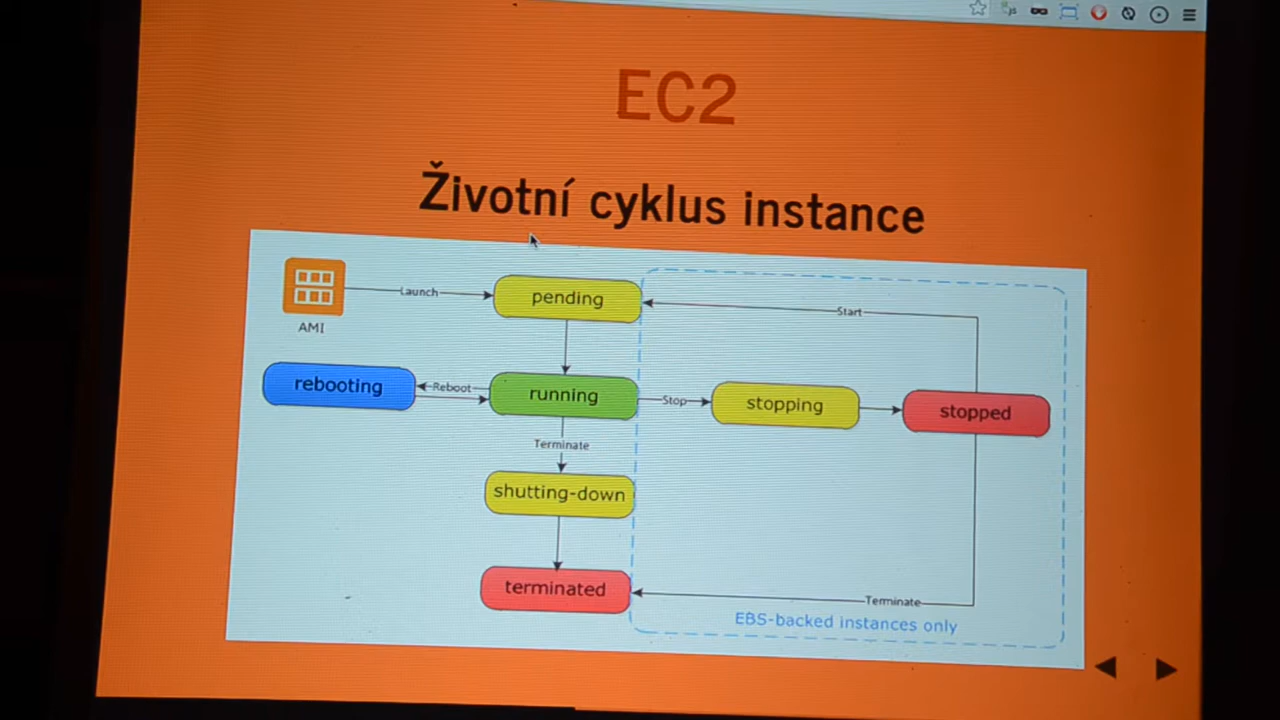 EC2
Životní cyklus instance
AMI
Launch
pending
Start
rebooting
Reboot
running
Stop
stopping
stopped
Terminate
shutting-down
terminated
Terminate
EBS-backed instances only